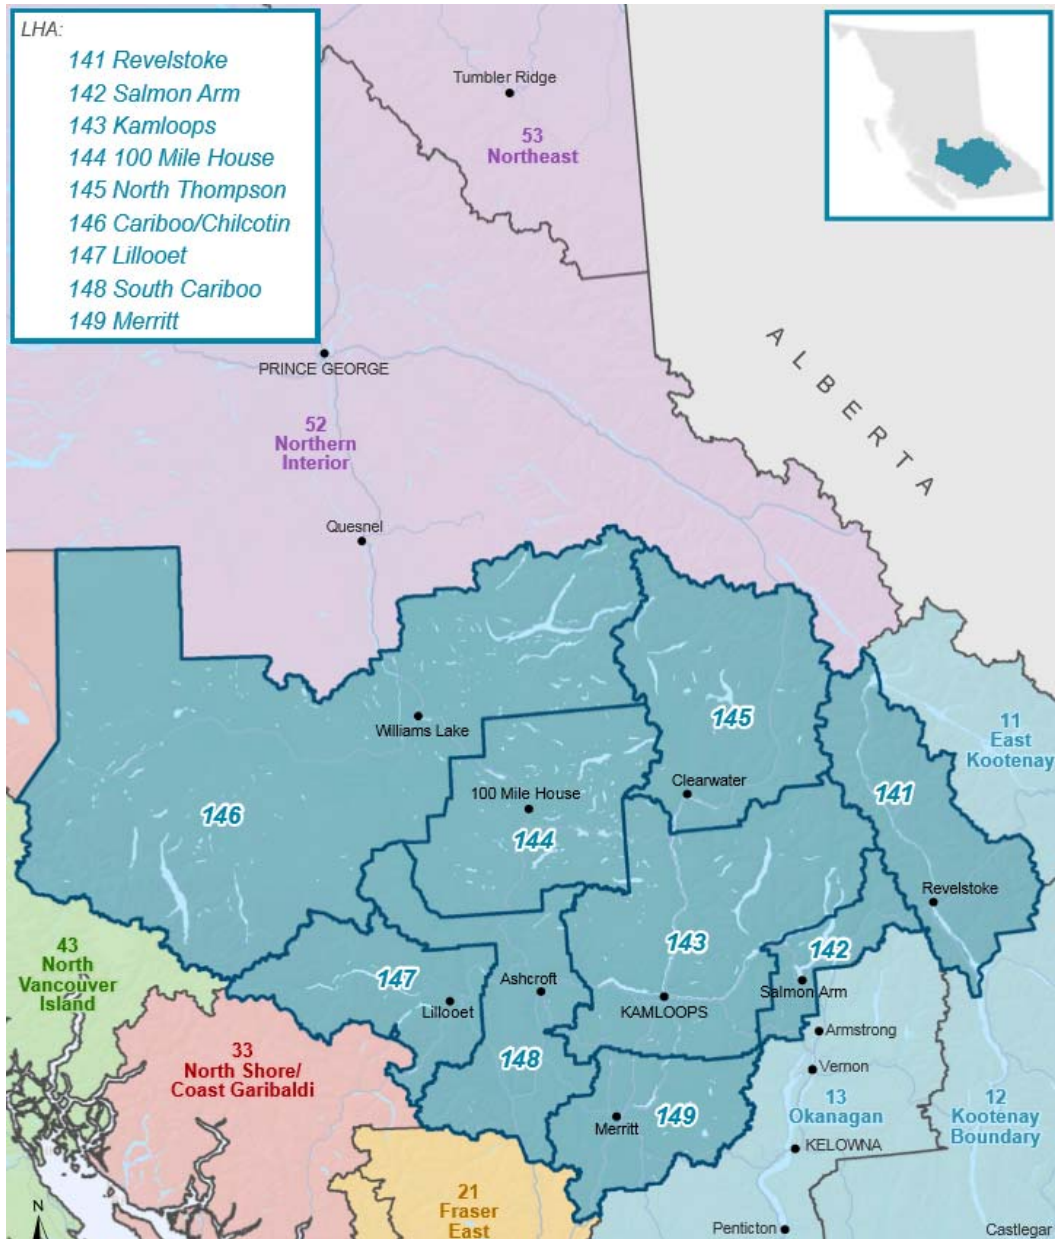 LHA:
141 Revelstoke
142 Salmon Arm
143 Kamloops
144 100 Mile House
145 North Thompson
146 Cariboo/Chilcotin
147 Lillooet
148 South Cariboo
149 Merritt
Tumbler Ridge
53
Northeast
ALBERTA
PRINCE GEORGE
52
Northern
Interior
Quesnel
11
East
Kootenay
145
Williams Lake
Clearwater
100 Mile House
141
146
144
Revelstoke
43
North
Vancouver
Island
143
142
147
Ashcroft
Salmon Arm
Lillooet
KAMLOOPS
Armstrong
33
North Shore/
Coast Garibaldi
148
Vernon
13
Okanagan
12
Kootenay
Boundary
149
Merritt
KELOWNA
21
Fraser
East
N
Penticton
Castlegar